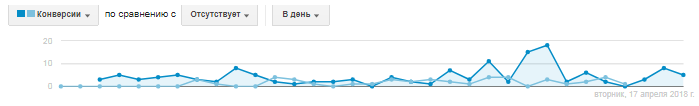 Конверсии по сравнению с Отсутствует В день
20
10
0
вторник, 17 апреля 2018 г.